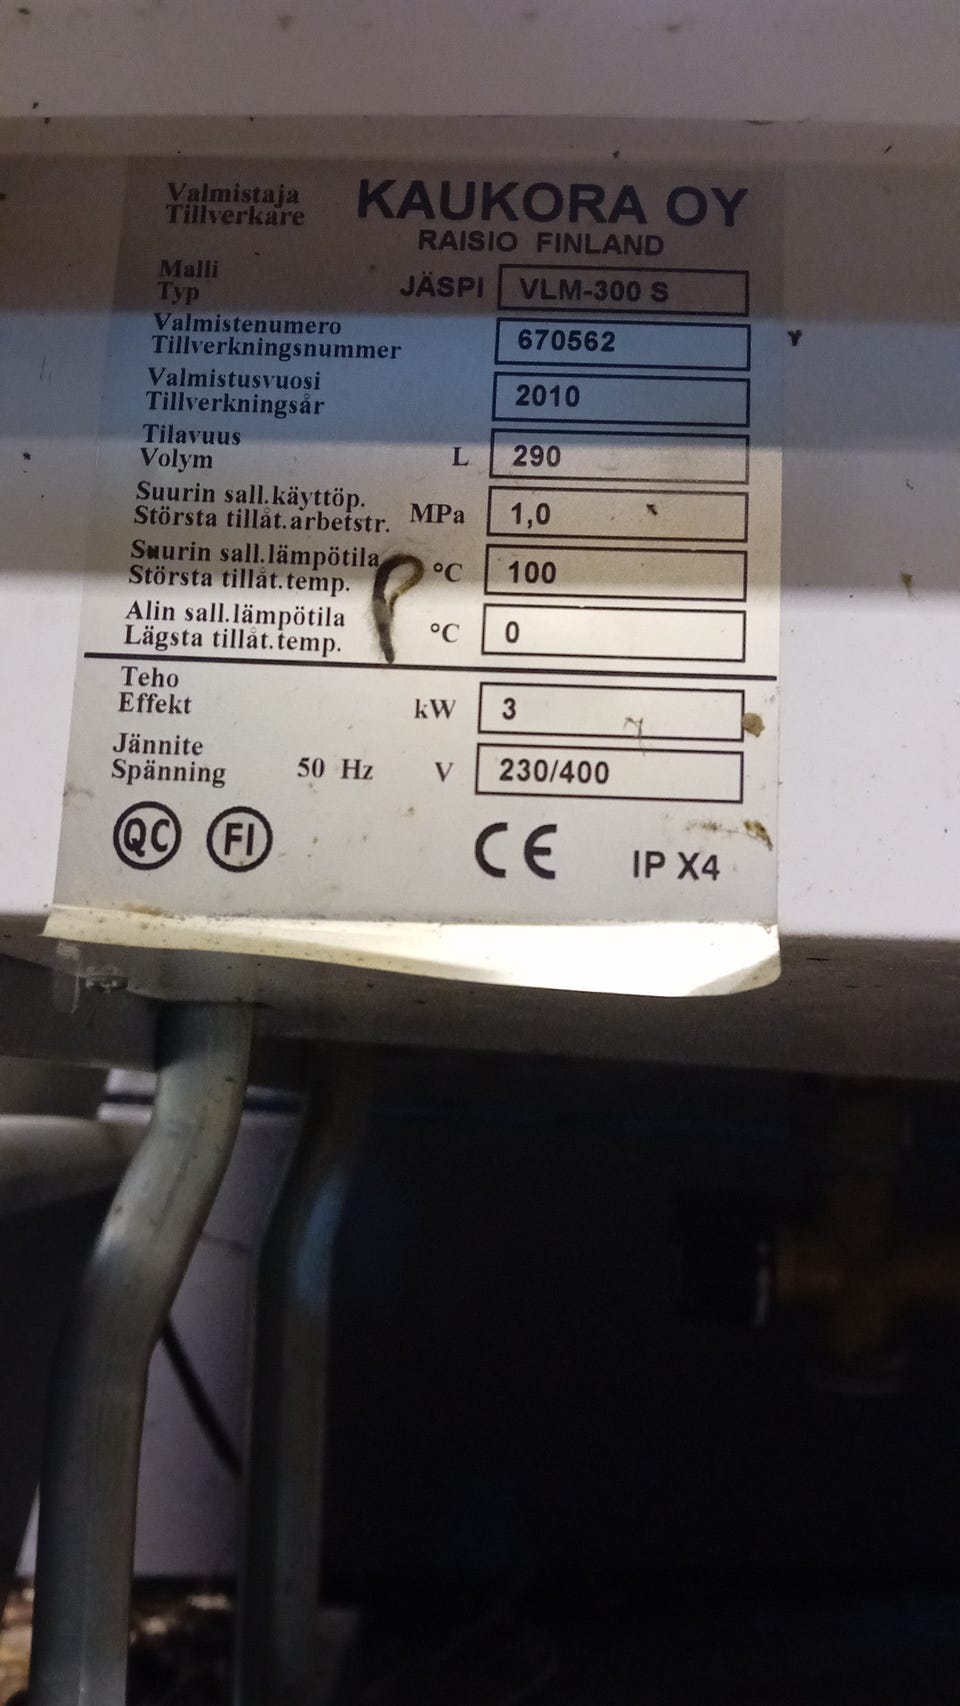 Valmistaja
Tillverkare
KAUKORA OY
RAISIO FINLAND
Malli
Typ
JÄSPI VLM-300 S
Valmistenumero
Tillverkningsnummer
670562
Valmistusvuosi
Tillverkningsår
2010
Tilavuus
Volym
L 290
Suurin sall.käyttöp.
Största tillåt.arbetstr.
MPa 1,0
Suurin sall.lämpötila
Största tillåt.temp.
°C 100
Alin sall.lämpötila
Lägsta tillåt.temp.
°C 0
Teho
Effekt
kW 3
Jännite
Spänning
50 Hz V 230/400
QC FI CE IP X4